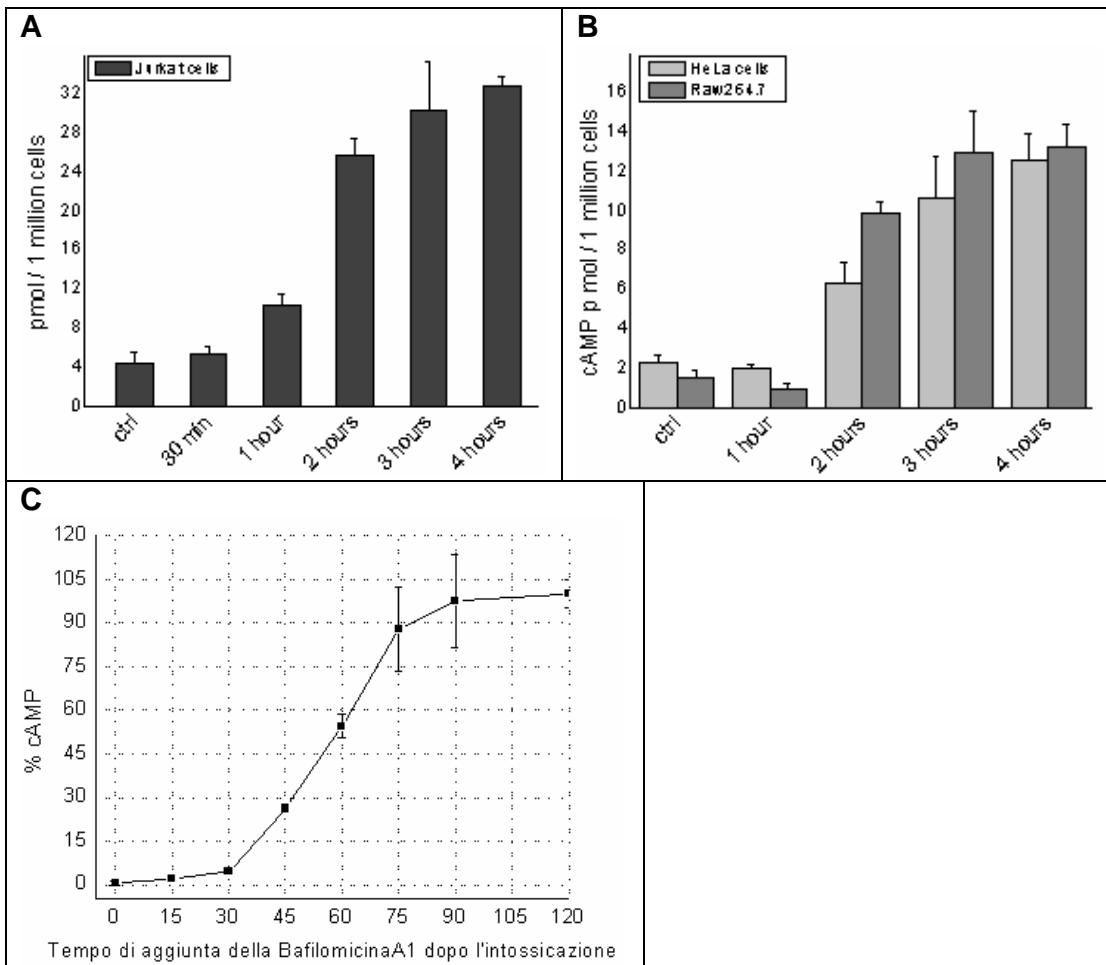 A
Jurkat cells
pmol / 1 million cells
32
28
24
20
16
12
8
4
0
ctrl
30 min
1 hour
2 hours
3 hours
4 hours
B
HeLa cells
Raw264.7
cAMP p mol / 1 million cells
16
14
12
10
8
6
4
2
0
ctrl
1 hour
2 hours
3 hours
4 hours
C
% cAMP
120
105
90
75
60
45
30
15
0
0 15 30 45 60 75 90 105 120
Tempo di aggiunta della BafilomicinaA1 dopo l'intossicazione